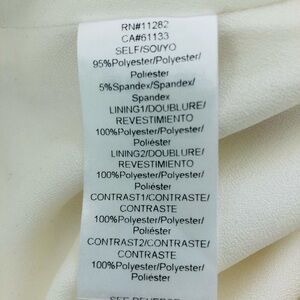 RN#11282
CA#61133
SELF/SOI/YO
95%Polyester/Polyester/
Poliéster
5%Spandex/Spandex/
Spandex
LINING1/DOUBLURE/
REVESTIMIENTO
100%Polyester/Polyester/
Poliéster
LINING2/DOUBLURE/
REVESTIMIENTO
100%Polyester/Polyester/
Poliéster
CONTRAST1/CONTRASTE/
CONTRASTE
100%Polyester/Polyester/
Poliéster
CONTRAST2/CONTRASTE/
CONTRASTE
100%Polyester/Polyester/
Poliéster
SEE REVERSE